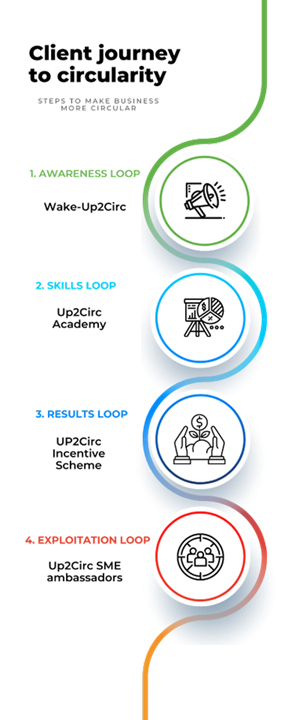 Client journey
to circularity
STEPS TO MAKE BUSINESS
MORE CIRCULAR
1. AWARENESS LOOP
Wake-Up2Circ
2. SKILLS LOOP
Up2Circ
Academy
3. RESULTS LOOP
UP2Circ
Incentive
Scheme
4. EXPLOITATION LOOP
Up2Circ SME
ambassadors